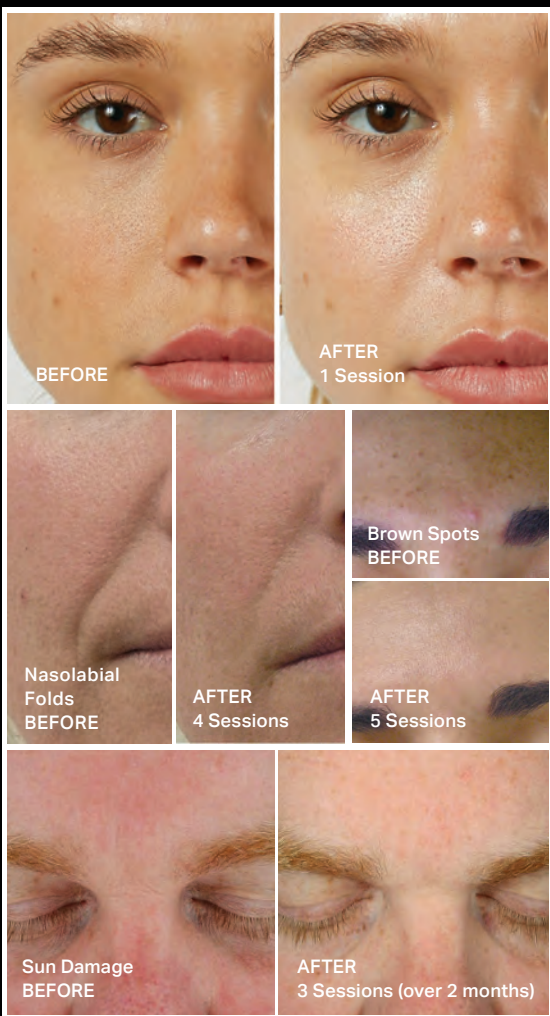 BEFORE
AFTER
1 Session
Nasolabial
Folds
BEFORE
AFTER
4 Sessions
Brown Spots
BEFORE
AFTER
5 Sessions
Sun Damage
BEFORE
AFTER
3 Sessions (over 2 months)